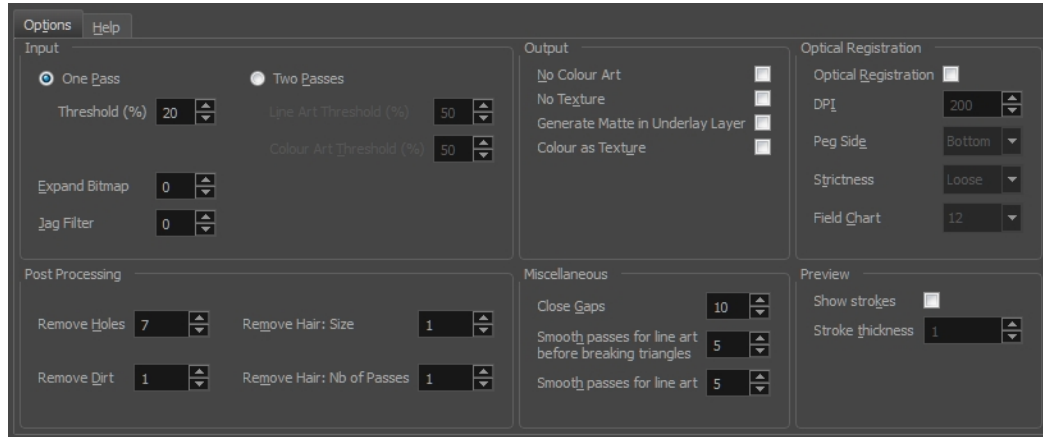 Options Help
Input
One Pass Two Passes
Threshold (%) 20 Line Art Threshold (%) 50
Colour Art Threshold (%) 50
Expand Bitmap 0
Jag Filter 0
Output
No Colour Art
No Texture
Generate Matte in Underlay Layer
Colour as Texture
Optical Registration
Optical Registration
DPI 200
Peg Side Bottom
Strictness Loose
Field Chart 12
Post Processing
Remove Holes 7 Remove Hair: Size 1
Remove Dirt 1 Remove Hair: Nb of Passes 1
Miscellaneous
Close Gaps 10
Smooth passes for line art
before breaking triangles 5
Smooth passes for line art 5
Preview
Show strokes
Stroke thickness 1